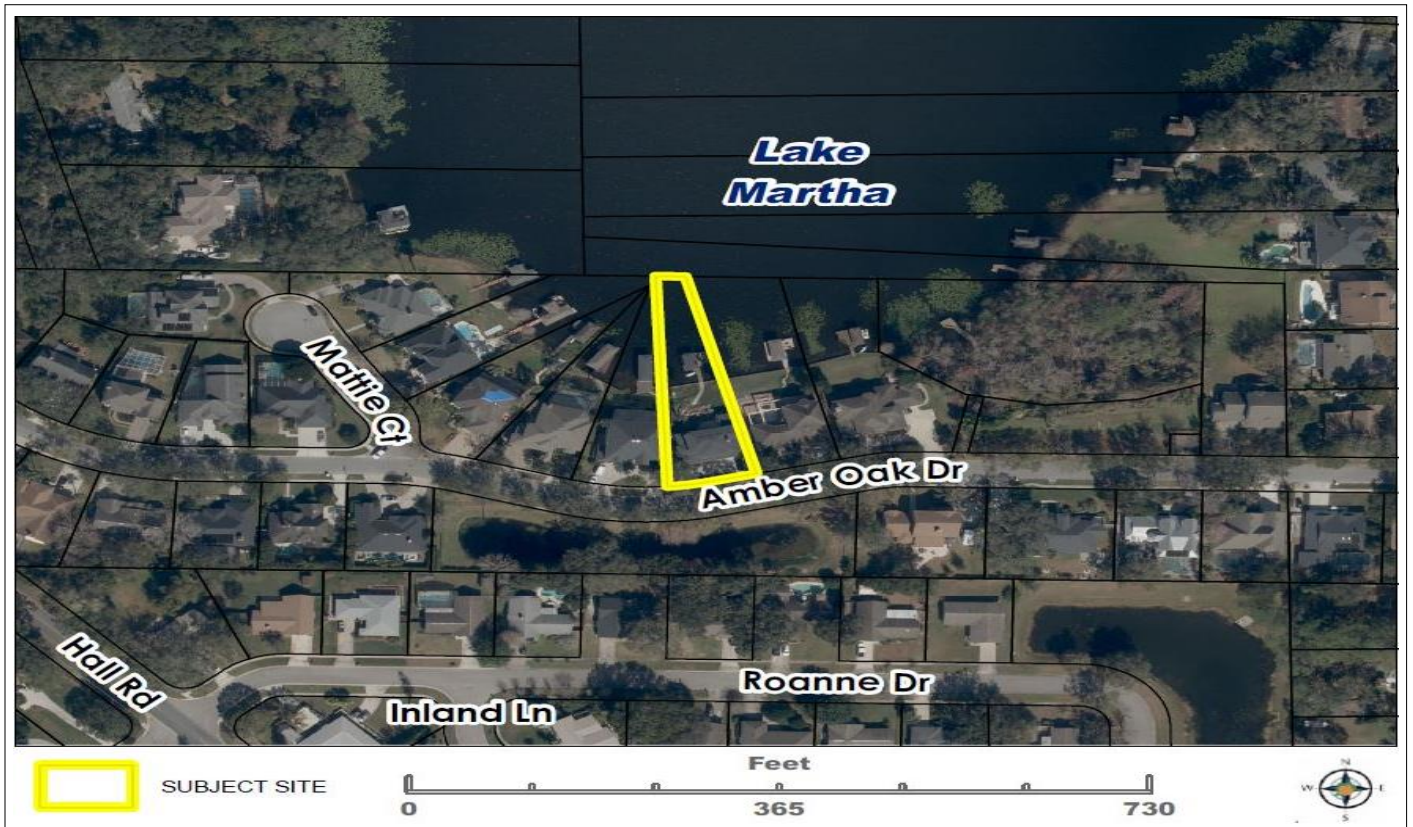 Lake
Martha
Mattie Ct
Amber Oak Dr
Hall Rd
Roanne Dr
Inland Ln
SUBJECT SITE
Feet
0 365 730
N
W E
S